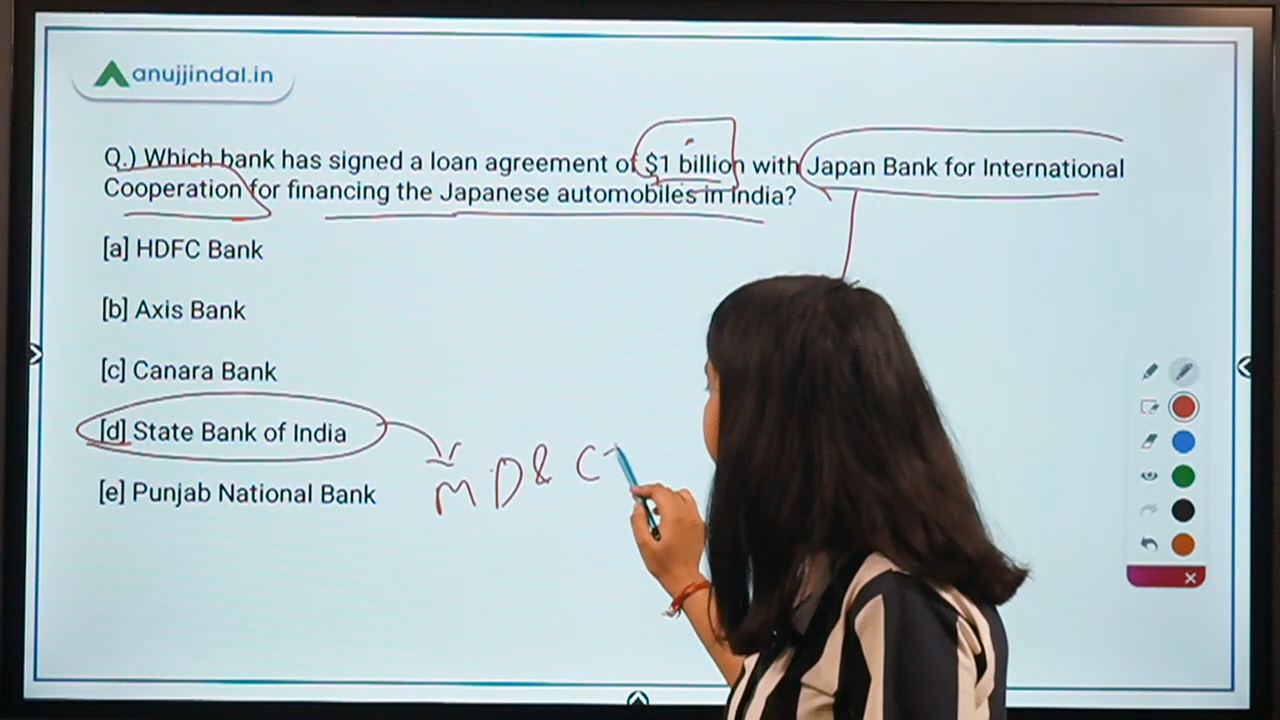 anujjindal.in
Q.) Which bank has signed a loan agreement of $1 billion with Japan Bank for International
Cooperation for financing the Japanese automobiles in India?
[a] HDFC Bank
[b] Axis Bank
[c] Canara Bank
[d] State Bank of India
[e] Punjab National Bank
MD & C